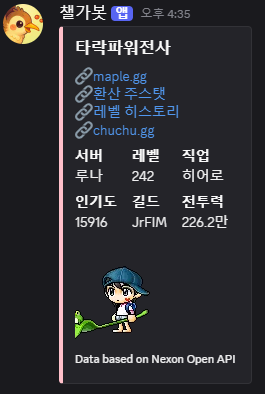 챌가봇 앱 오후 4:35
타락파워전사
maple.gg
환산 주스탯
레벨 히스토리
chuchu.gg
서버 레벨 직업
루나 242 히어로
인기도 길드 전투력
15916 JrFIM 226.2만
Data based on Nexon Open API